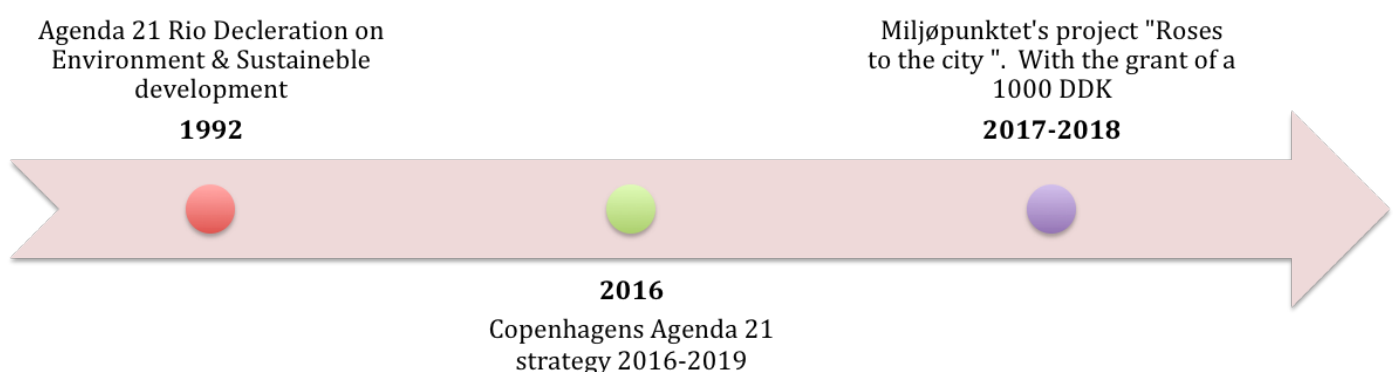 Agenda 21 Rio Decleration on
Environment & Sustaineble
development
1992
2016
Copenhagens Agenda 21
strategy 2016-2019
Miljøpunktet's project "Roses
to the city ".  With the grant of a
1000 DDK
2017-2018